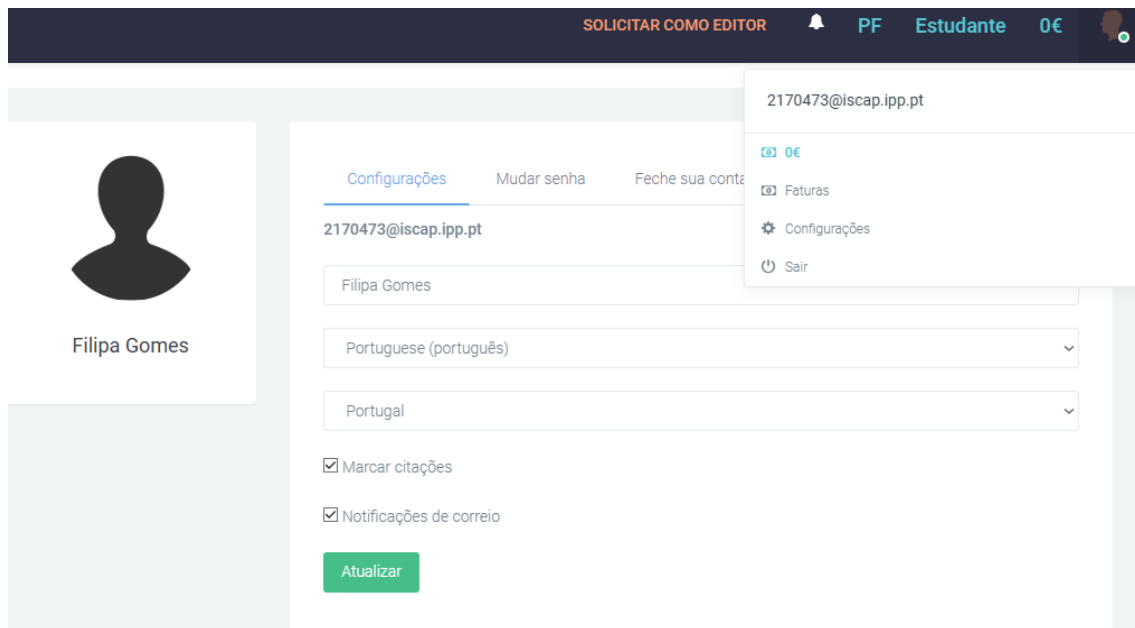 SOLICITAR COMO EDITOR PF Estudante 0€
2170473@iscap.ipp.pt
0€
Faturas
Configurações
Sair
Filipa Gomes
Configurações Mudar senha Feche sua conta
2170473@iscap.ipp.pt
Filipa Gomes
Portuguese (português)
Portugal
Marcar citações
Notificações de correio
Atualizar